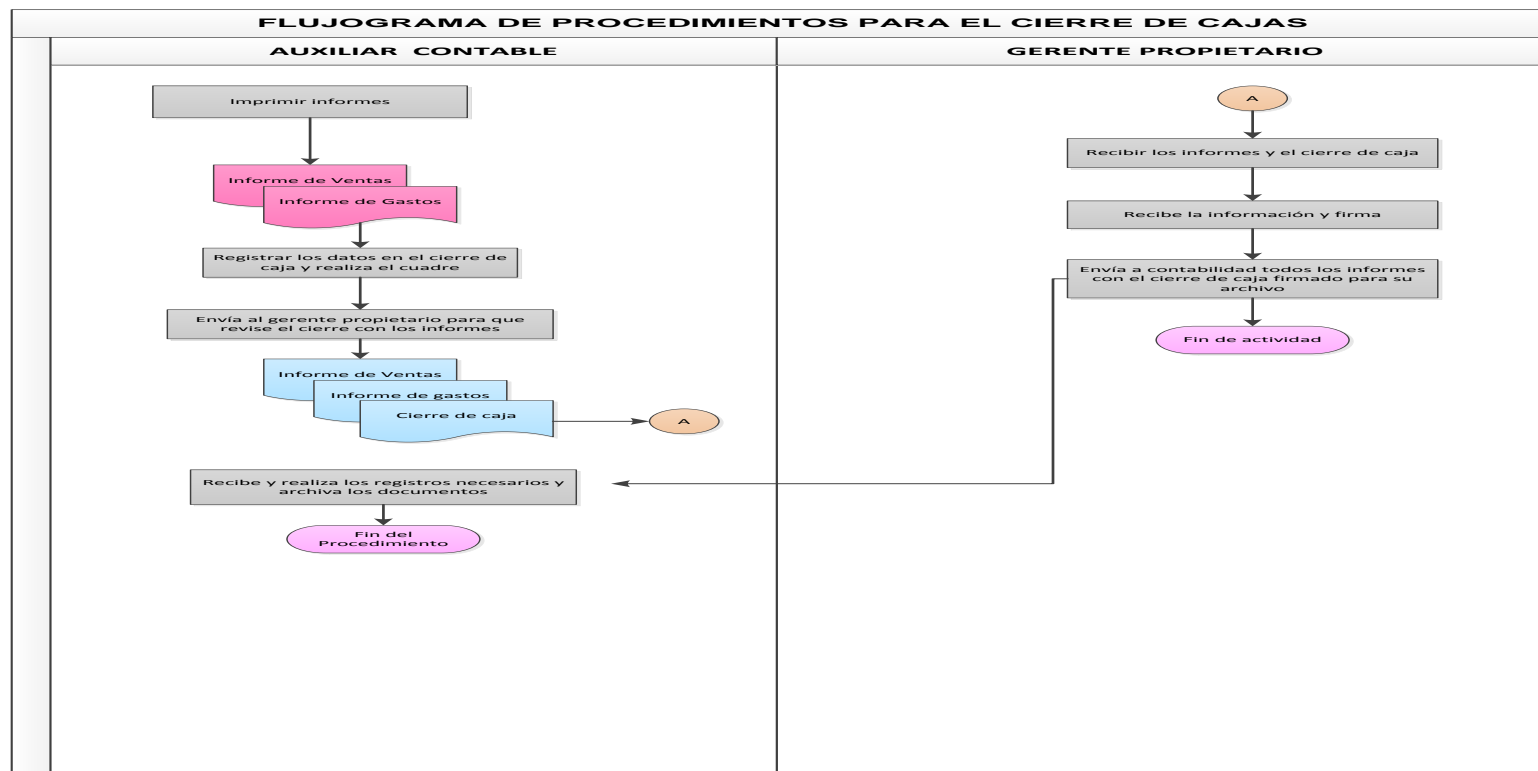 FLUJOGRAMA DE PROCEDIMIENTOS PARA EL CIERRE DE CAJAS
AUXILIAR CONTABLE
Imprimir informes
Informe de Ventas
Informe de Gastos
Registrar los datos en el cierre de
caja y realiza el cuadre
Envía al gerente propietario para que
revise el cierre con los informes
Informe de Ventas
Informe de gastos
Cierre de caja
A
Recibe y realiza los registros necesarios y
archiva los documentos
Fin del
Procedimiento
GERENTE PROPIETARIO
A
Recibir los informes y el cierre de caja
Recibe la información y firma
Envía a contabilidad todos los informes
con el cierre de caja firmado para su
archivo
Fin de actividad